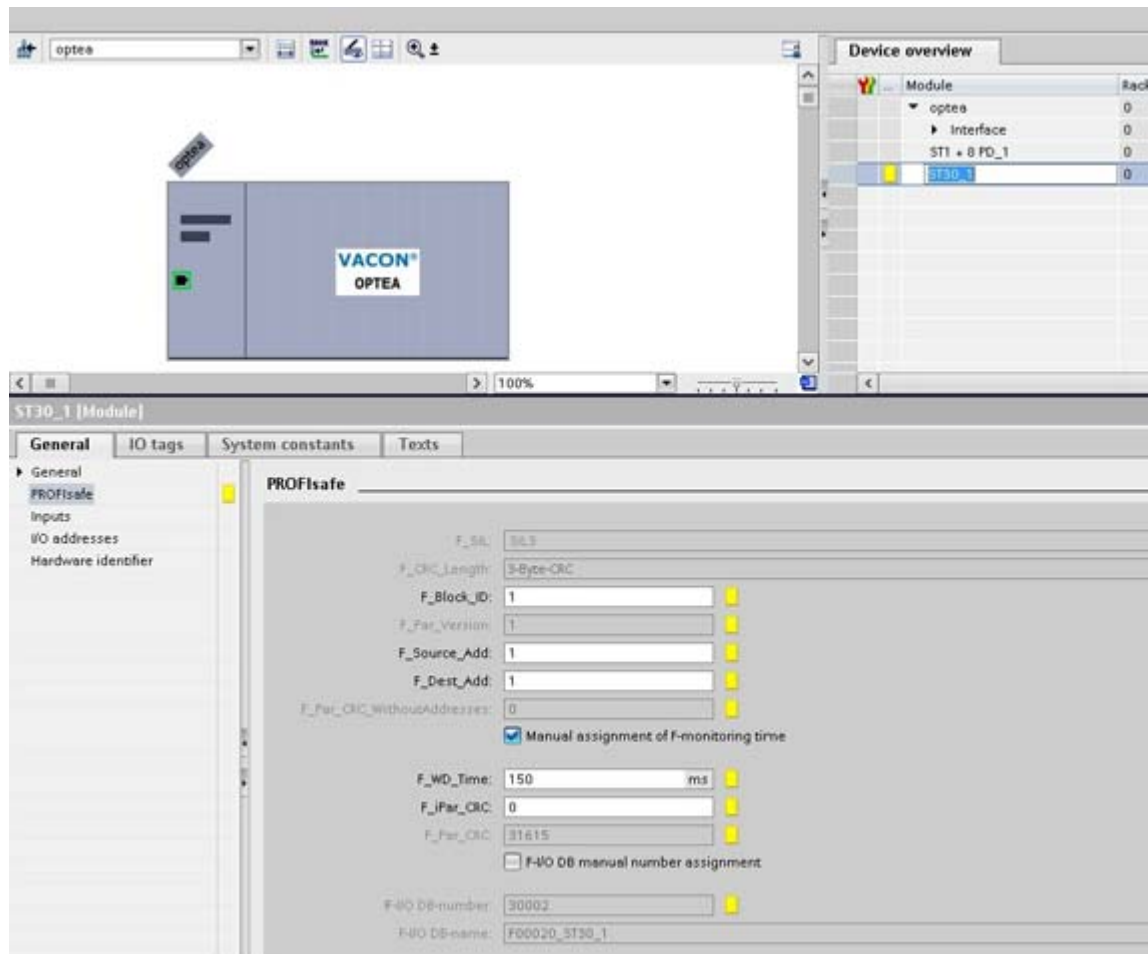 optea
Device overview
... Module Rack
optea 0
Interface 0
ST1 + 8 PD_1 0
ST30_1 0
optea
VACON®
OPTEA
100%
ST30_1 [Module]
General IO tags System constants Texts
General
PROFIsafe
Inputs
I/O addresses
Hardware identifier
PROFIsafe
F_SIL: SIL3
F_CRC_Length: 3-Byte-CRC
F_Block_ID: 1
F_Par_Version: 1
F_Source_Add: 1
F_Dest_Add: 1
F_Par_CRC_WithoutAddresses: 0
Manual assignment of F-monitoring time
F_WD_Time: 150 ms
F_iPar_CRC: 0
F_Par_CRC: 31615
F-I/O DB manual number assignment
F-I/O DB-number: 30002
F-I/O DB-name: F00020_ST30_1